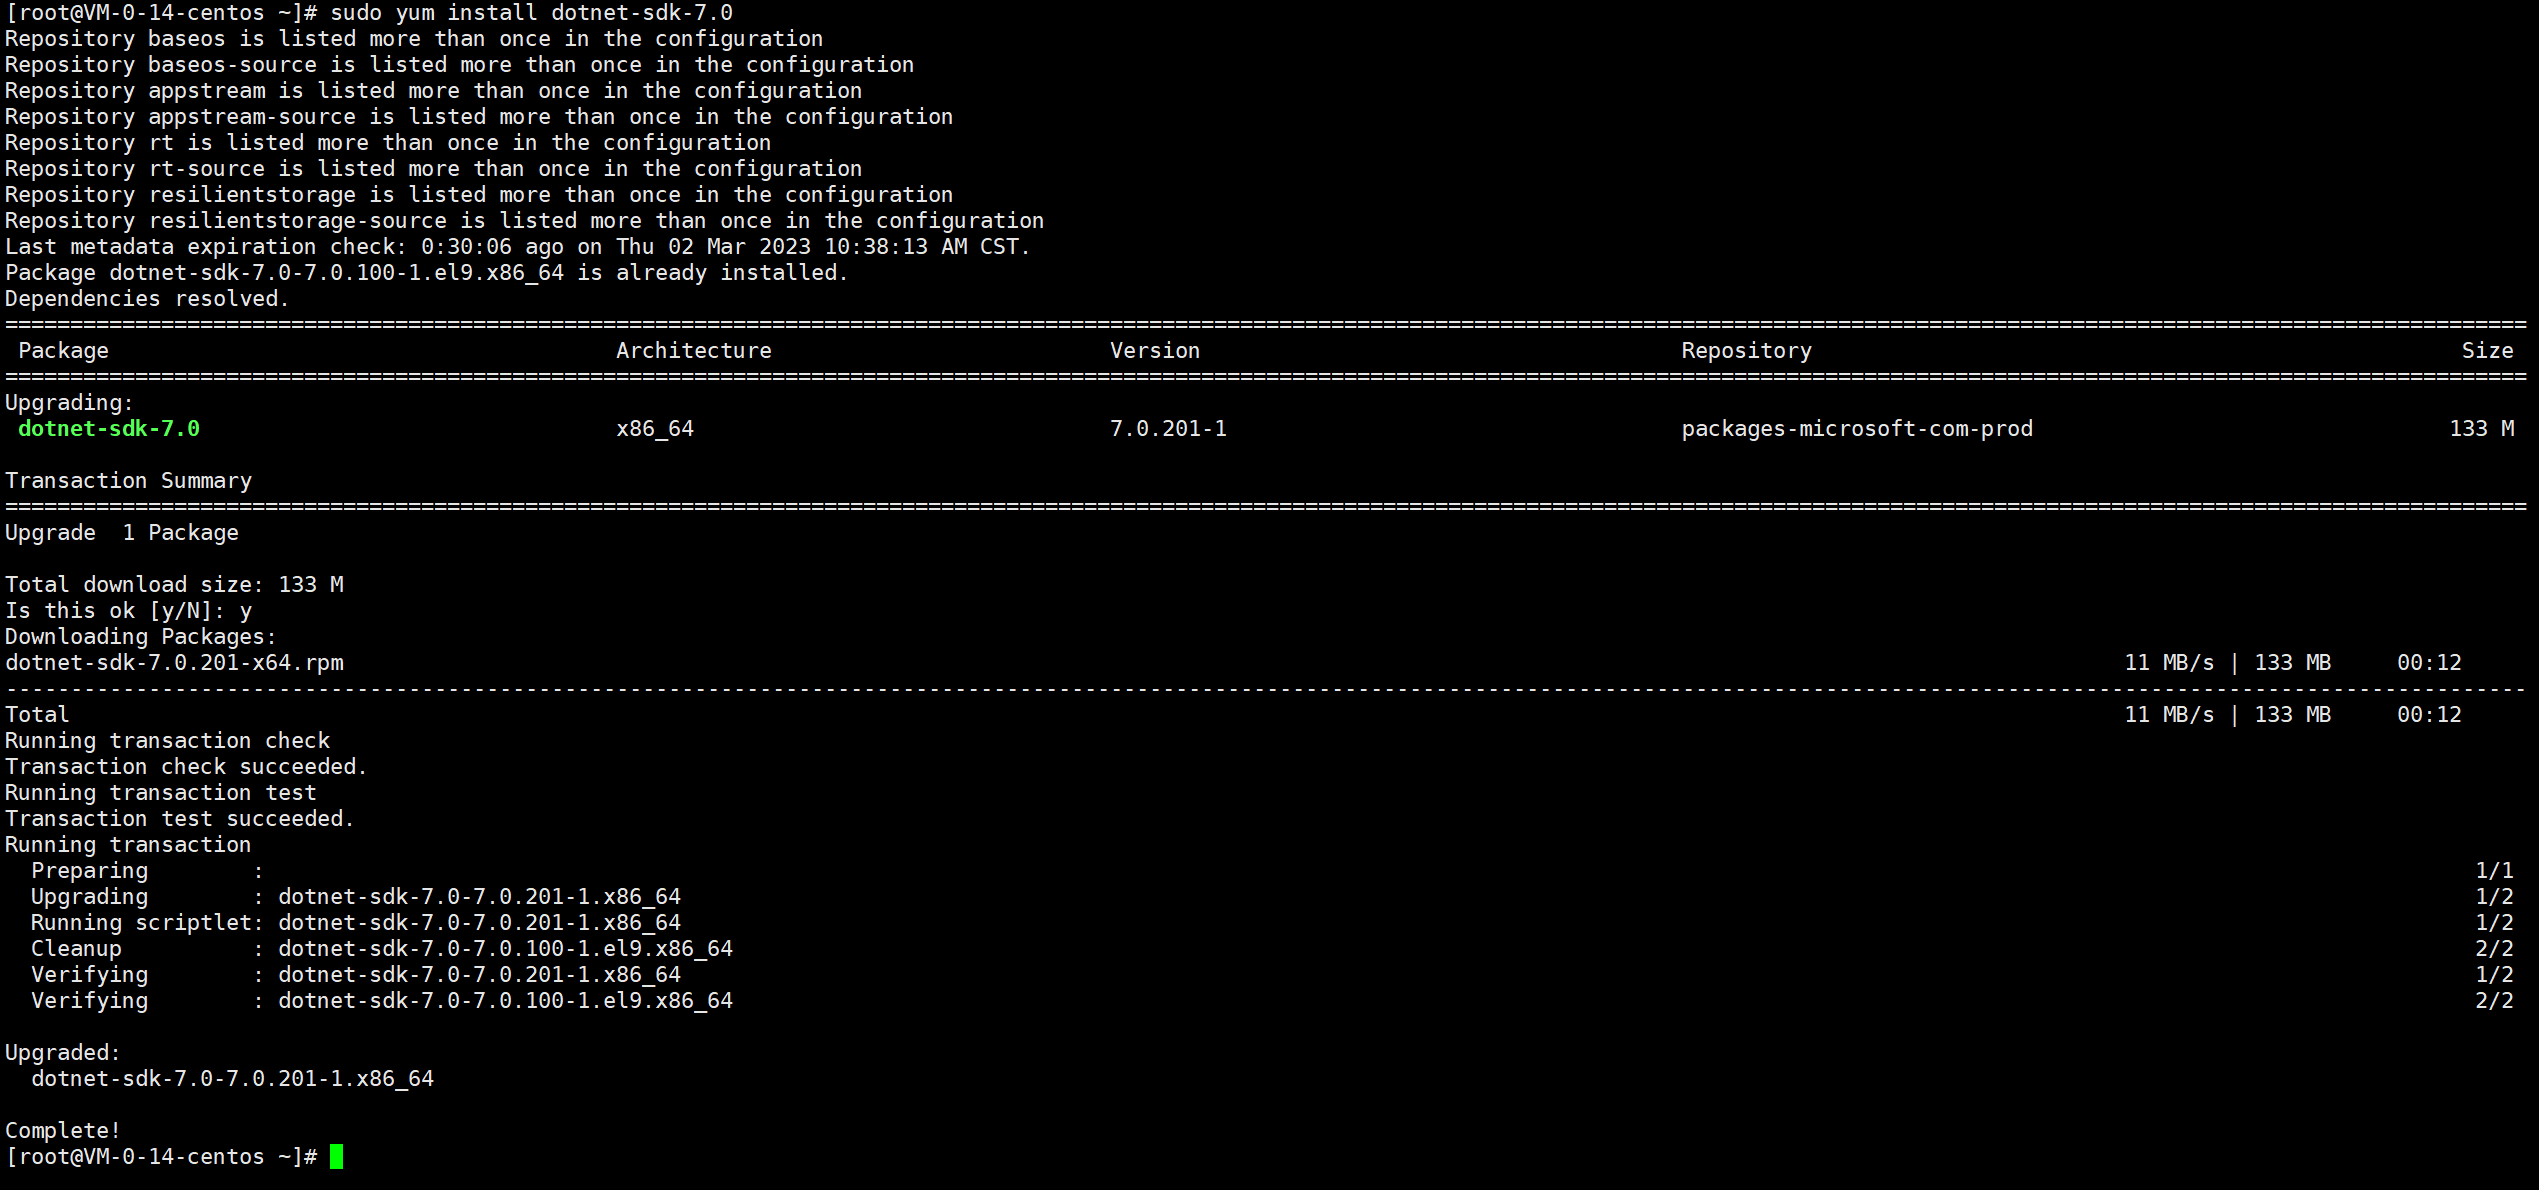 [root@VM-0-14-centos ~]# sudo yum install dotnet-sdk-7.0
Repository baseos is listed more than once in the configuration
Repository baseos-source is listed more than once in the configuration
Repository appstream is listed more than once in the configuration
Repository appstream-source is listed more than once in the configuration
Repository rt is listed more than once in the configuration
Repository rt-source is listed more than once in the configuration
Repository resilientstorage is listed more than once in the configuration
Repository resilientstorage-source is listed more than once in the configuration
Last metadata expiration check: 0:30:06 ago on Thu 02 Mar 2023 10:38:13 AM CST.
Package dotnet-sdk-7.0-7.0.100-1.el9.x86_64 is already installed.
Dependencies resolved.
Package Architecture Version Repository Size
Upgrading:
dotnet-sdk-7.0 x86_64 7.0.201-1 packages-microsoft-com-prod 133 M
Transaction Summary
Upgrade  1 Package
Total download size: 133 M
Is this ok [y/N]: y
Downloading Packages:
dotnet-sdk-7.0.201-x64.rpm 11 MB/s | 133 MB 00:12
Total 11 MB/s | 133 MB 00:12
Running transaction check
Transaction check succeeded.
Running transaction test
Transaction test succeeded.
Running transaction
Preparing : 1/1
Upgrading : dotnet-sdk-7.0-7.0.201-1.x86_64 1/2
Running scriptlet: dotnet-sdk-7.0-7.0.201-1.x86_64 1/2
Cleanup : dotnet-sdk-7.0-7.0.100-1.el9.x86_64 2/2
Verifying : dotnet-sdk-7.0-7.0.201-1.x86_64 1/2
Verifying : dotnet-sdk-7.0-7.0.100-1.el9.x86_64 2/2
Upgraded:
dotnet-sdk-7.0-7.0.201-1.x86_64
Complete!
[root@VM-0-14-centos ~]#